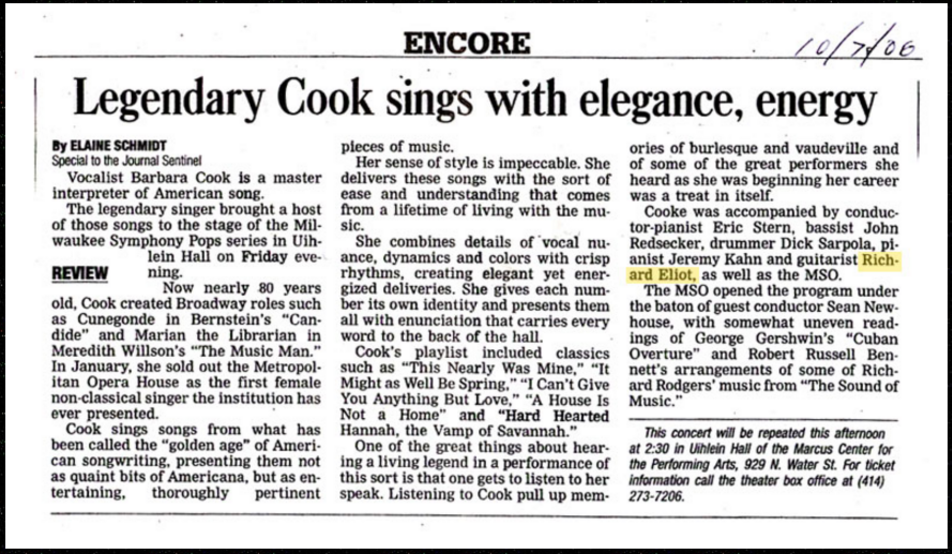 ENCORE
10/7/06
Legendary Cook sings with elegance, energy
By ELAINE SCHMIDT
Special to the Journal Sentinel
Vocalist Barbara Cook is a master
interpreter of American song.
The legendary singer brought a host
of those songs to the stage of the Mil-
waukee Symphony Pops series in Uih-
lein Hall on Friday eve-
ning.
REVIEW
Now nearly 80 years
old, Cook created Broadway roles such
as Cunegonde in Bernstein's "Can-
dide" and Marian the Librarian in
Meredith Willson's "The Music Man."
In January, she sold out the Metropol-
itan Opera House as the first female
non-classical singer the institution has
ever presented.
Cook sings songs from what has
been called the "golden age" of Ameri-
can songwriting, presenting them not
as quaint bits of Americana, but as en-
tertaining, thoroughly pertinent
pieces of music.
Her sense of style is impeccable. She
delivers these songs with the sort of
ease and understanding that comes
from a lifetime of living with the mu-
sic.
She combines details of vocal nu-
ance, dynamics and colors with crisp
rhythms, creating elegant yet ener-
gized deliveries. She gives each num-
ber its own identity and presents them
all with enunciation that carries every
word to the back of the hall.
Cook's playlist included classics
such as "This Nearly Was Mine," "It
Might as Well Be Spring," "I Can't Give
You Anything But Love," "A House Is
Not a Home" and "Hard Hearted
Hannah, the Vamp of Savannah."
One of the great things about hear-
ing a living legend in a performance of
this sort is that one gets to listen to her
speak. Listening to Cook pull up mem-
ories of burlesque and vaudeville and
of some of the great performers she
heard as she was beginning her career
was a treat in itself.
Cooke was accompanied by conduc-
tor-pianist Eric Stern, bassist John
Redsecker, drummer Dick Sarpola, pi-
anist Jeremy Kahn and guitarist Rich-
ard Eliot, as well as the MSO.
The MSO opened the program under
the baton of guest conductor Sean New-
house, with somewhat uneven read-
ings of George Gershwin's "Cuban
Overture" and Robert Russell Ben-
nett's arrangements of some of Rich-
ard Rodgers' music from "The Sound of
Music."
This concert will be repeated this afternoon
at 2:30 in Uihlein Hall of the Marcus Center for
the Performing Arts, 929 N. Water St. For ticket
information call the theater box office at (414)
273-7206.